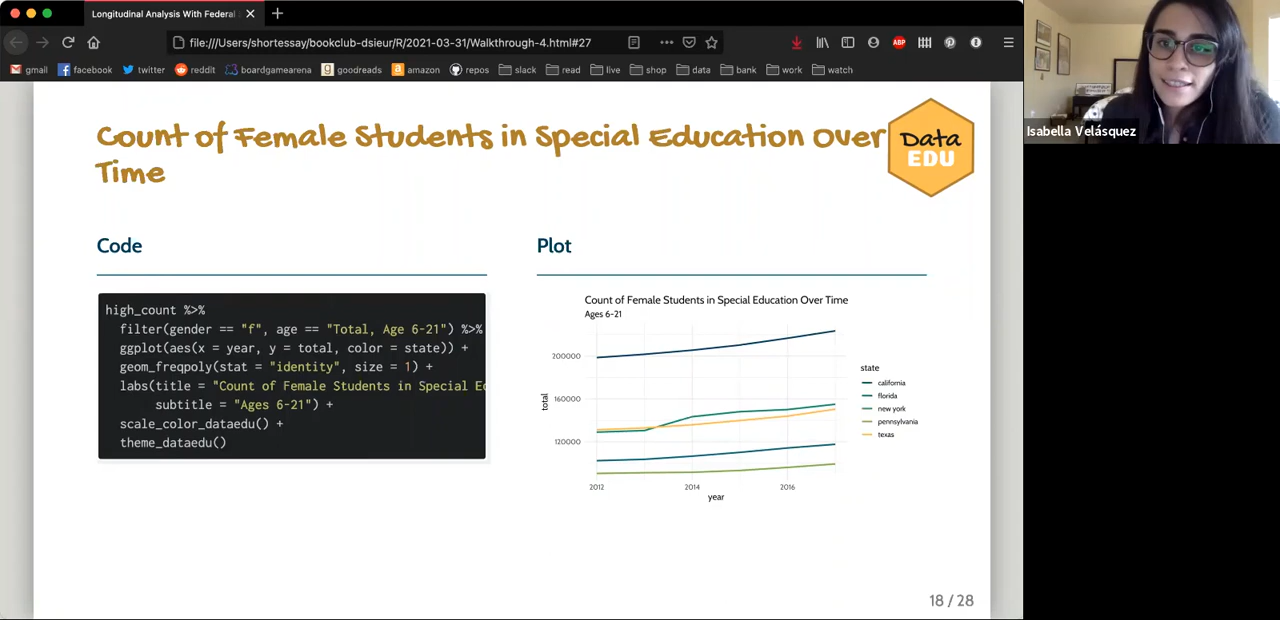 Longitudinal Analysis With Federal
file:///Users/shortessay/bookclub-dsieur/R/2021-03-31/Walkthrough-4.html#27
ABP
gmail facebook twitter reddit boardgamearena goodreads amazon repos slack read live shop data bank work watch
Isabella Velásquez
Count of Female Students in Special Education Over
Time
Data
EDU
Code
Plot
high_count %>%
filter(gender == "f", age == "Total, Age 6-21") %>%
ggplot(aes(x = year, y = total, color = state)) +
geom_freqpoly(stat = "identity", size = 1) +
labs(title = "Count of Female Students in Special Ed
subtitle = "Ages 6-21") +
scale_color_dataedu() +
theme_dataedu()
Count of Female Students in Special Education Over Time
Ages 6-21
200000
160000
120000
total
2012 2014 2016
year
state
california
florida
new york
pennsylvania
texas
18 / 28